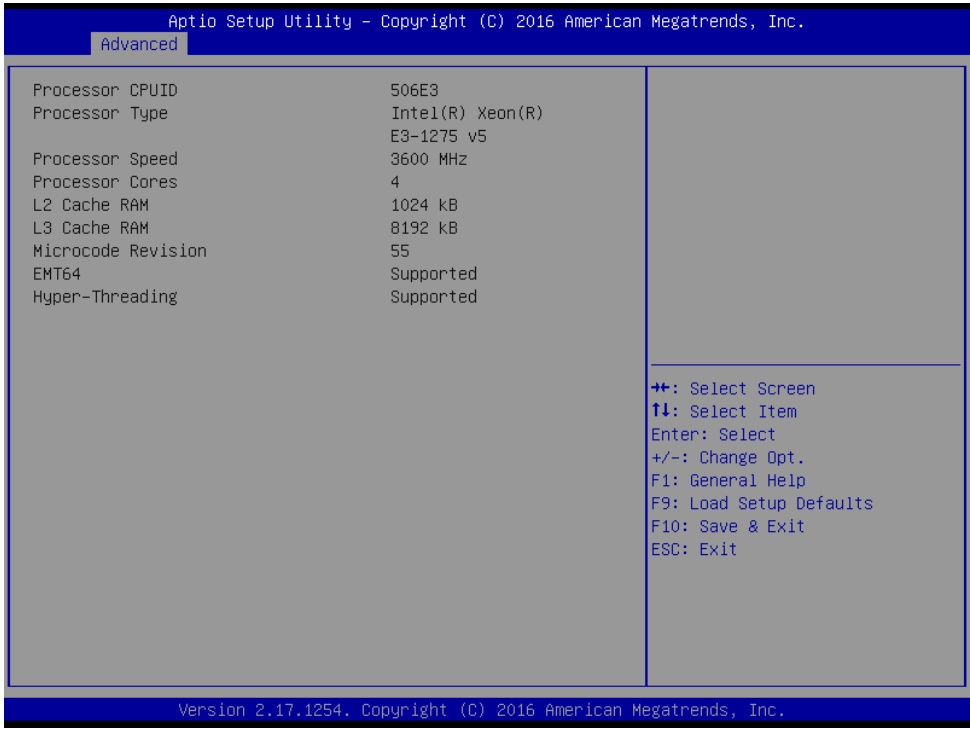 Aptio Setup Utility – Copyright (C) 2016 American Megatrends, Inc.
Advanced
Processor CPUID 506E3
Processor Type Intel(R) Xeon(R)
E3-1275 v5
Processor Speed 3600 MHz
Processor Cores 4
L2 Cache RAM 1024 kB
L3 Cache RAM 8192 kB
Microcode Revision 55
EMT64 Supported
Hyper-Threading Supported
→←: Select Screen
↑↓: Select Item
Enter: Select
+/-: Change Opt.
F1: General Help
F9: Load Setup Defaults
F10: Save & Exit
ESC: Exit
Version 2.17.1254. Copyright (C) 2016 American Megatrends, Inc.